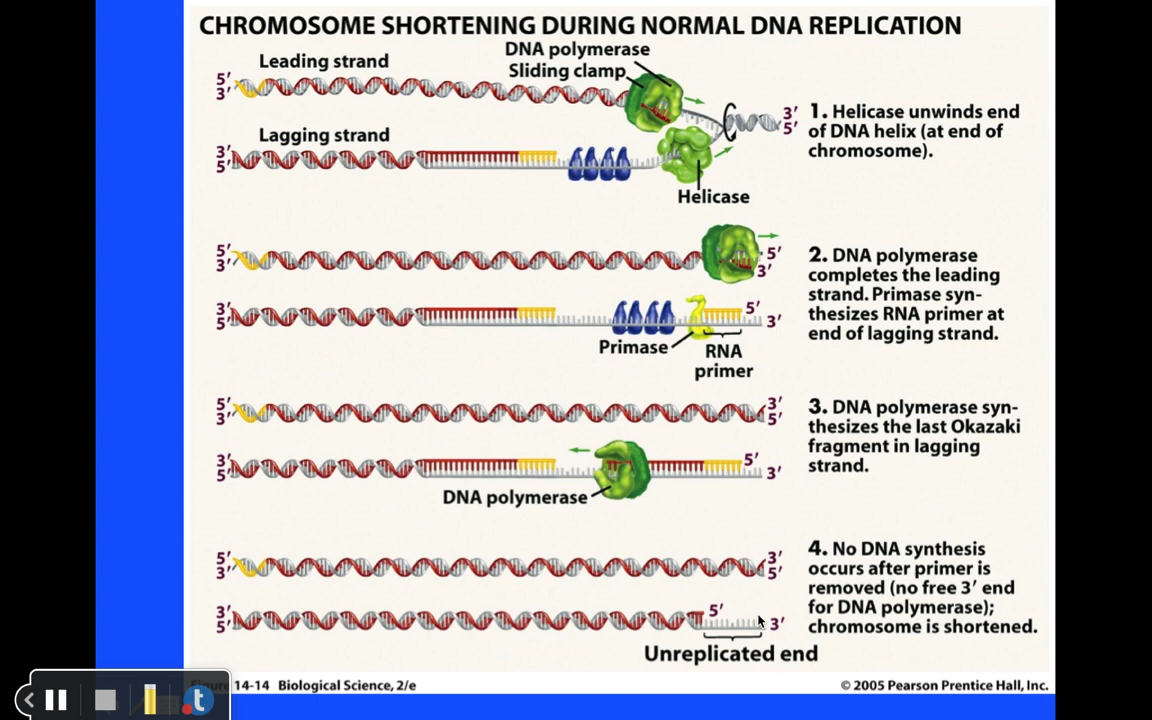 CHROMOSOME SHORTENING DURING NORMAL DNA REPLICATION
DNA polymerase
Leading strand
Sliding clamp
5′
3′
3′
5′
1. Helicase unwinds end
of DNA helix (at end of
chromosome).
Lagging strand
3′
5′
Helicase
5′
3′
5′
3′
2. DNA polymerase
completes the leading
strand. Primase syn-
thesizes RNA primer at
end of lagging strand.
3′
5′
5′
3′
Primase
RNA
primer
5′
3′
3′
5′
3. DNA polymerase syn-
thesizes the last Okazaki
fragment in lagging
strand.
3′
5′
5′
3′
DNA polymerase
5′
3′
3′
5′
4. No DNA synthesis
occurs after primer is
removed (no free 3′ end
for DNA polymerase);
chromosome is shortened.
3′
5′
5′
3′
Unreplicated end
14-14 Biological Science, 2/e
© 2005 Pearson Prentice Hall, Inc.
t